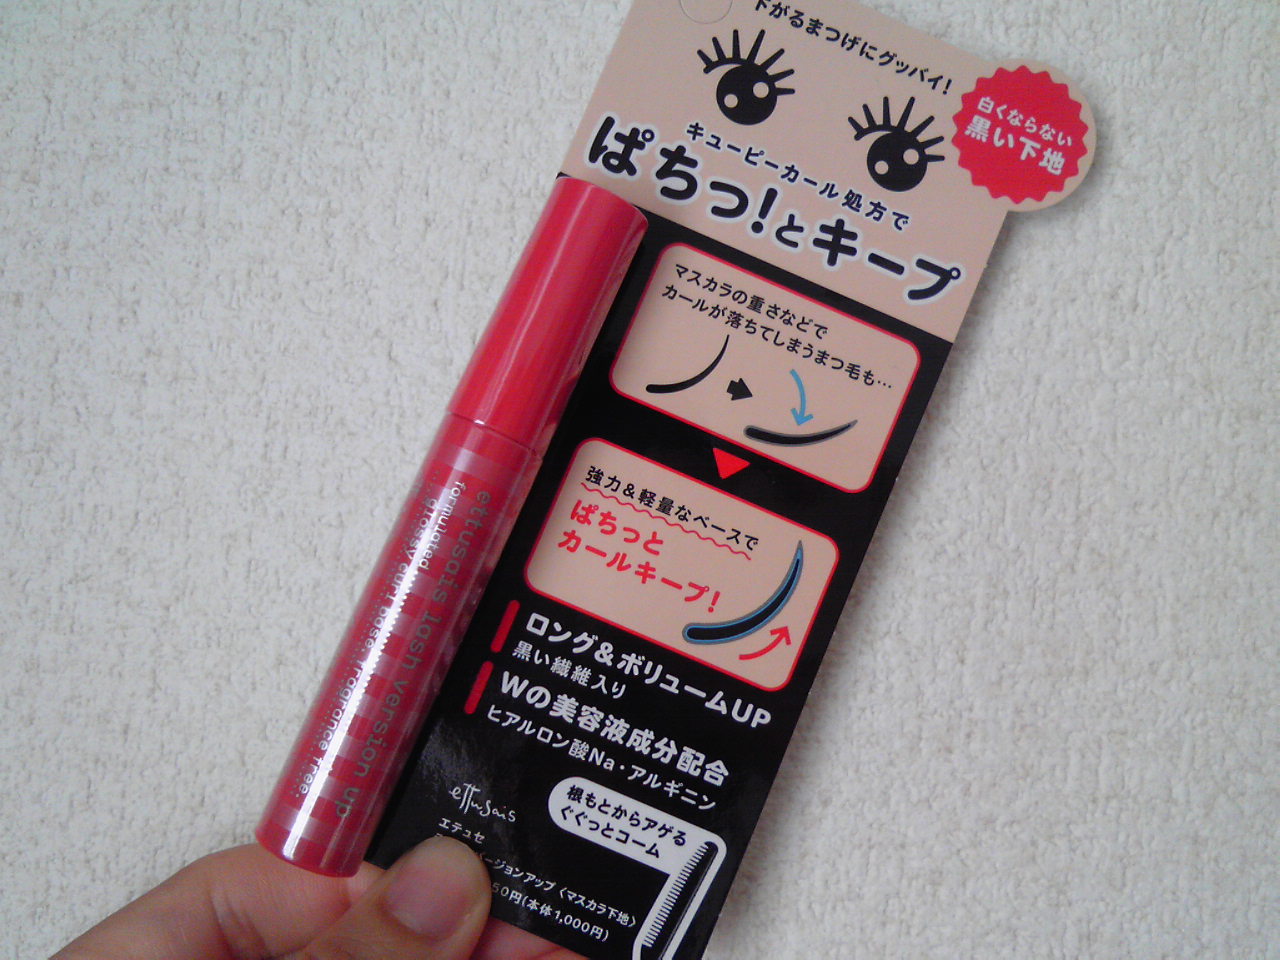 下がるまつげにグッバイ!
白くならない
黒い下地
キューピーカール処方で
ぱちっ!とキープ
マスカラの重さなどで
カールが落ちてしまうまつ毛も…
強力&軽量なベースで
ぱちっと
カールキープ!
ロング&ボリュームUP
黒い繊維入り
Wの美容液成分配合
ヒアルロン酸Na・アルギニン
根もとからアゲる
ぐぐっとコーム
ettusais
エテュセ
バージョンアップ〈マスカラ下地〉
50円(本体1,000円)
ettusais lash version up
formulated
glossy curl base. fragrance free.